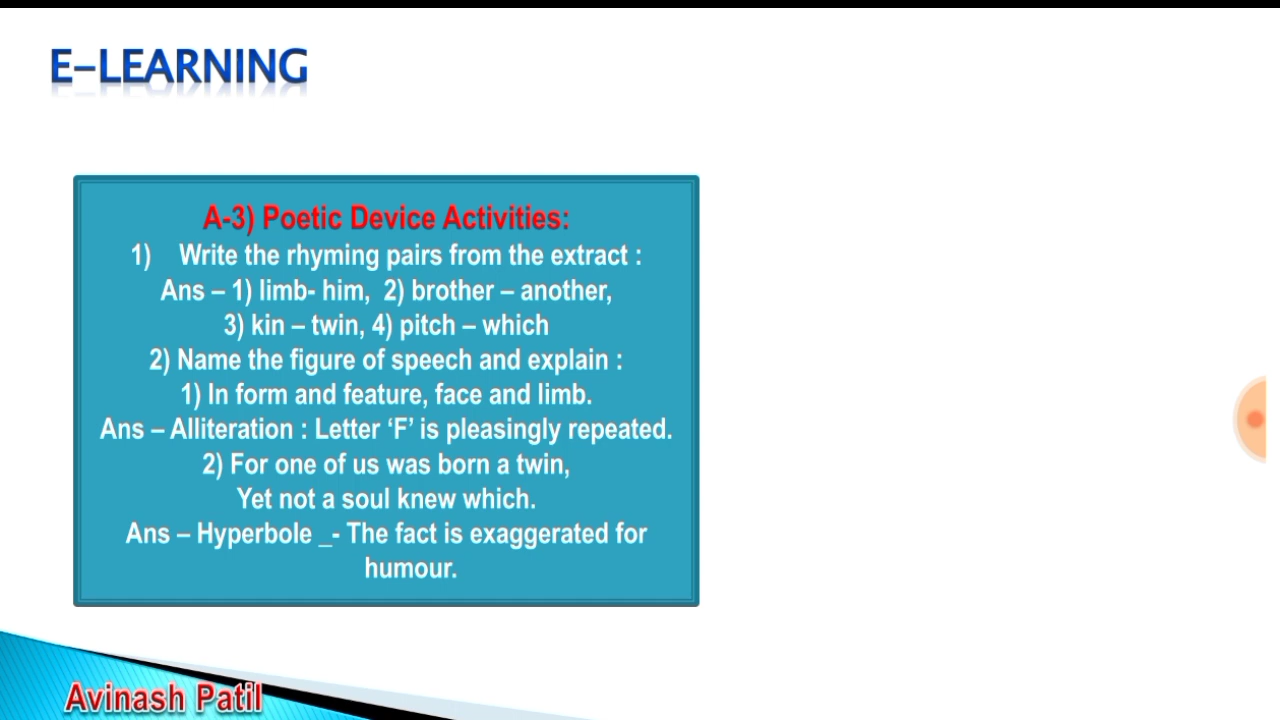 E-LEARNING
A-3) Poetic Device Activities:
1) Write the rhyming pairs from the extract :
Ans – 1) limb- him, 2) brother – another,
3) kin – twin, 4) pitch – which
2) Name the figure of speech and explain :
1) In form and feature, face and limb.
Ans – Alliteration : Letter ‘F’ is pleasingly repeated.
2) For one of us was born a twin,
Yet not a soul knew which.
Ans – Hyperbole _- The fact is exaggerated for
humour.
Avinash Patil